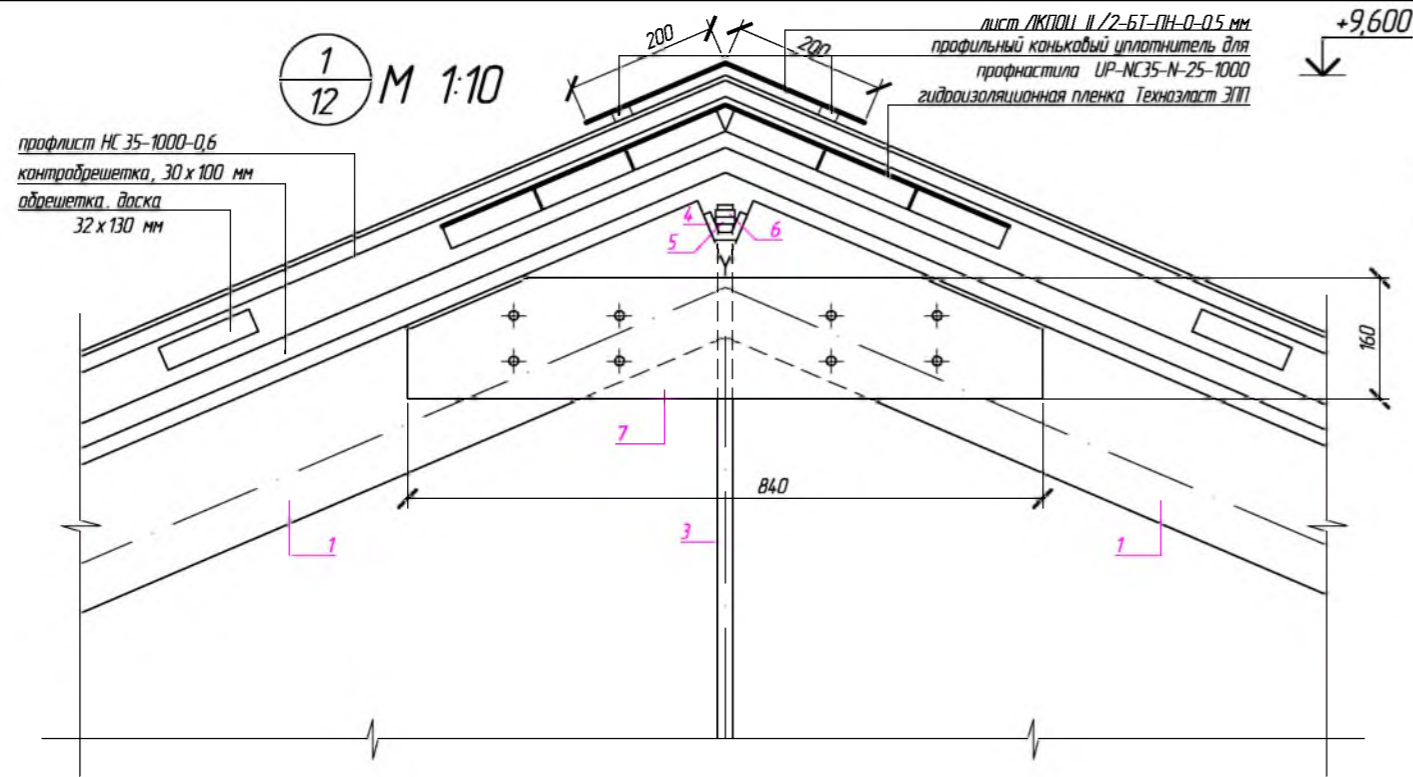 1
12
М 1:10
200
200
лист ЛКПОЦ II/2-БТ-ПН-О-0.5 мм
профильный коньковый уплотнитель для
профнастила UP-NC35-N-25-1000
гидроизоляционная пленка Техноэласт ЭПП
+9,600
профлист НС 35-1000-0,6
контробрешетка, 30 х 100 мм
обрешетка. доска
32 х 130 мм
4
5
6
160
7
840
1
3
1